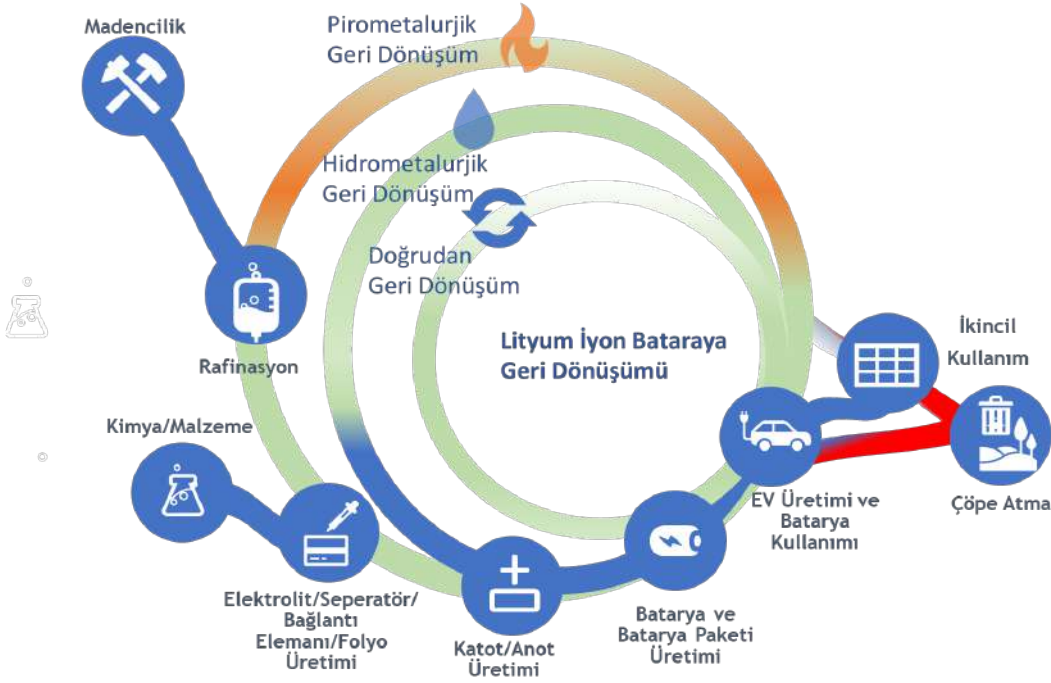 Madencilik
Pirometalurjik
Geri Dönüşüm
Hidrometalurjik
Geri Dönüşüm
Doğrudan
Geri Dönüşüm
Lityum İyon Bataraya
Geri Dönüşümü
İkincil
Kullanım
Rafinasyon
Kimya/Malzeme
EV Üretimi ve
Batarya
Kullanımı
Çöpe Atma
Elektrolit/Seperatör/
Bağlantı
Elemanı/Folyo
Üretimi
Katot/Anot
Üretimi
Batarya ve
Batarya Paketi
Üretimi